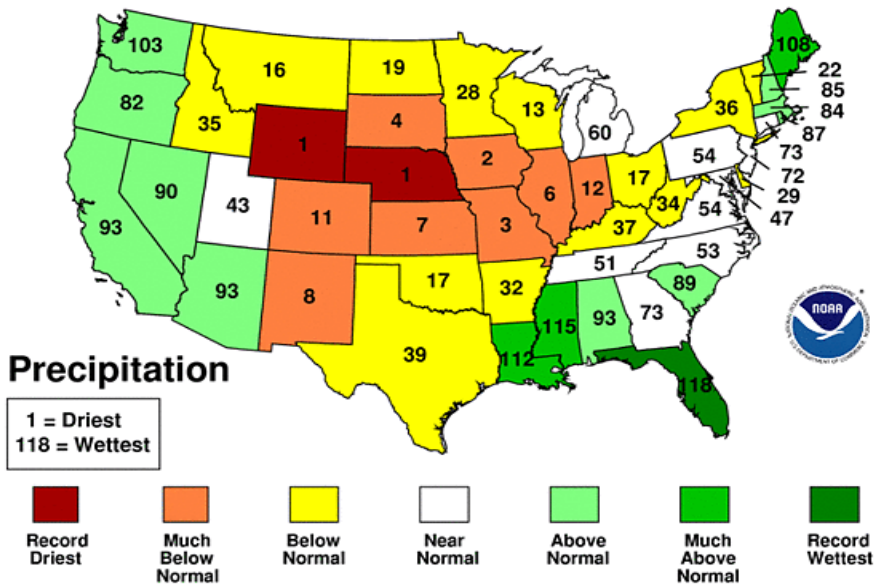 103
108
16
19
22
82
28
85
35
4
13
36
84
1
60
87
2
54
73
1
12
17
72
90
43
6
29
11
34
54
47
93
7
3
37
53
51
93
8
17
32
89
93
73
115
39
112
118
NOAA
Precipitation
1 = Driest
118 = Wettest
Record
Driest
Much
Below
Normal
Below
Normal
Near
Normal
Above
Normal
Much
Above
Normal
Record
Wettest